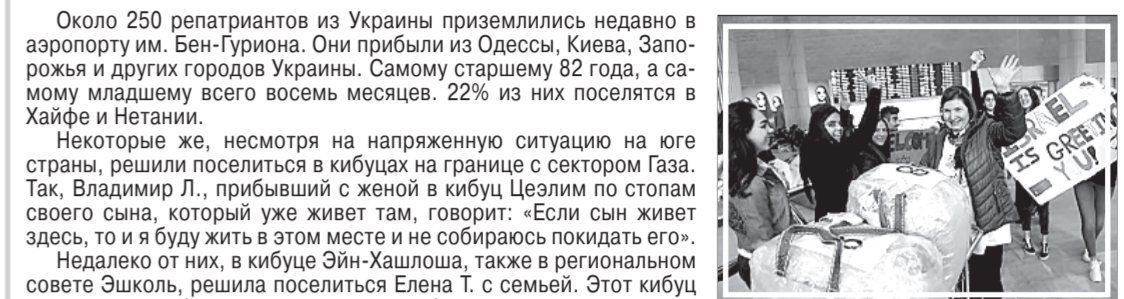 Около 250 репатриантов из Украины приземлились недавно в
аэропорту им. Бен-Гуриона. Они прибыли из Одессы, Киева, Запо-
рожья и других городов Украины. Самому старшему 82 года, а са-
мому младшему всего восемь месяцев. 22% из них поселятся в
Хайфе и Нетании.
Некоторые же, несмотря на напряженную ситуацию на юге
страны, решили поселиться в кибуцах на границе с сектором Газа.
Так, Владимир Л., прибывший с женой в кибуц Цеэлим по стопам
своего сына, который уже живет там, говорит: «Если сын живет
здесь, то и я буду жить в этом месте и не собираюсь покидать его».
Недалеко от них, в кибуце Эйн-Хашлоша, также в региональном
совете Эшколь, решила поселиться Елена Т. с семьей. Этот кибуц
ISRAEL
IS GREETING
YOU!